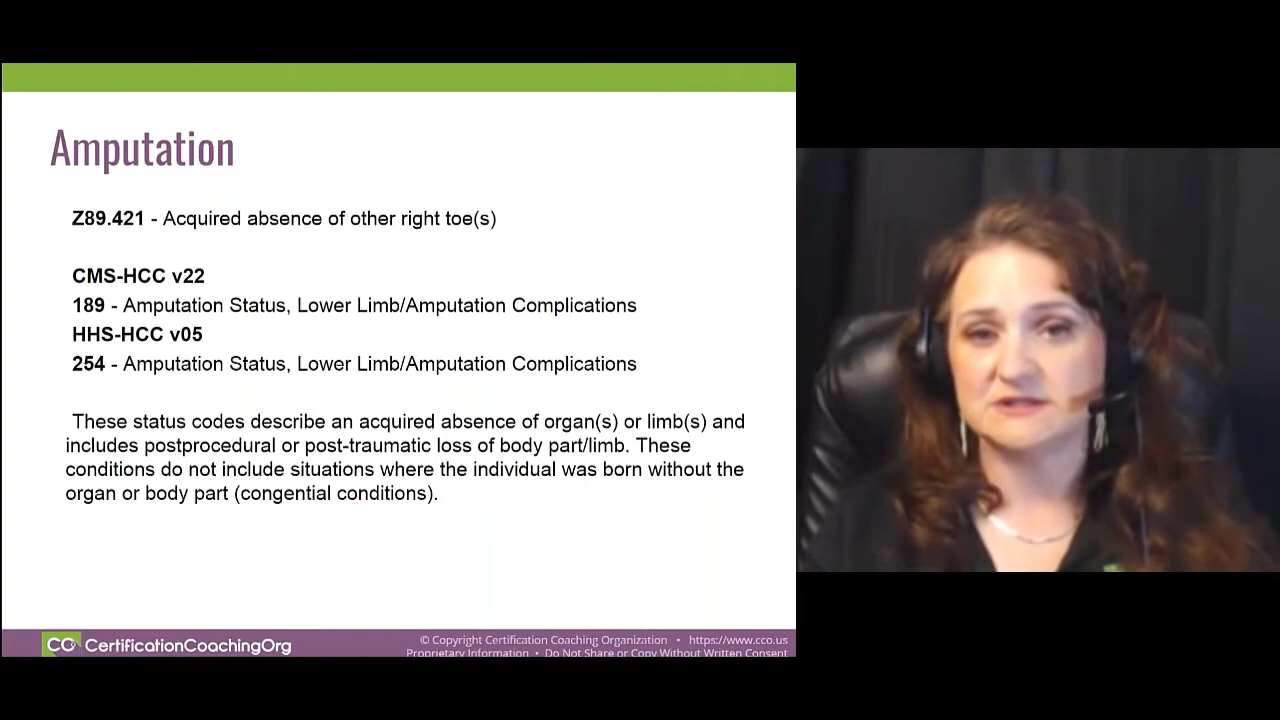 Amputation
Z89.421 - Acquired absence of other right toe(s)
CMS-HCC v22
189 - Amputation Status, Lower Limb/Amputation Complications
HHS-HCC v05
254 - Amputation Status, Lower Limb/Amputation Complications
These status codes describe an acquired absence of organ(s) or limb(s) and
includes postprocedural or post-traumatic loss of body part/limb. These
conditions do not include situations where the individual was born without the
organ or body part (congential conditions).
CO CertificationCoachingOrg
© Copyright Certification Coaching Organization • https://www.cco.us
Proprietary Information • Do Not Share or Copy Without Written Consent